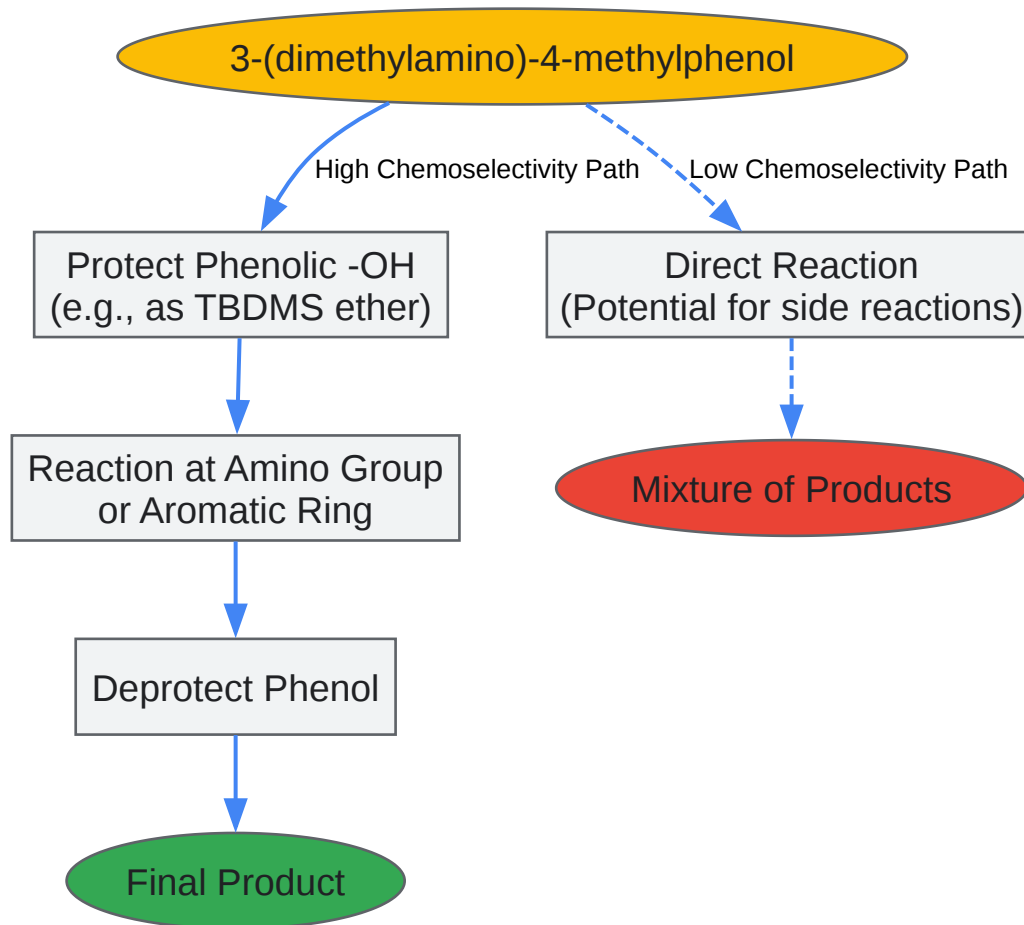 3-(dimethylamino)-4-methylphenol
High Chemoselectivity Path
Low Chemoselectivity Path
Protect Phenolic -OH
(e.g., as TBDMS ether)
Direct Reaction
(Potential for side reactions)
Reaction at Amino Group
or Aromatic Ring
Mixture of Products
Deprotect Phenol
Final Product